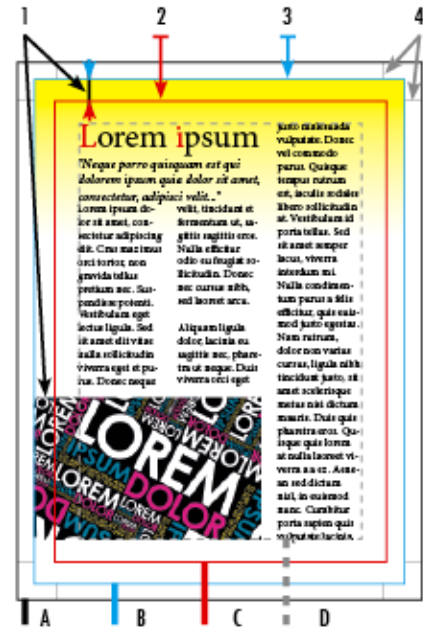 1 2 3 4
Lorem ipsum
"Neque porro quisquam est qui
dolorem ipsum quia dolor sit amet,
consectetur, adipisci velit..."
Lorem ipsum do-
lor sit amet, con-
sectetur adipiscing
elit. Cras maximus
orci tortor, non
gravida tellus
pretium nec. Sus-
pendisse potenti.
Vestibulum eget
lectus ligula. Sed
sit amet elit vitae
nulla sollicitudin
viverra eget et pu-
rus. Donec neque
velit, tincidunt et
fermentum ut, sa-
gittis sagittis eros.
Nulla efficitur
odio eu feugiat so-
llicitudin. Donec
nec cursus nibh,
sed laoreet arcu.
Aliquam ligula
dolor, lacinia eu
sagittis nec, phare-
tra ut neque. Duis
viverra orci eget
justo malesuada
vulputate. Donec
vel commodo
purus. Quisque
tempus rutrum
est, iaculis sodales
libero sollicitudin
at. Vestibulum id
porta tellus. Sed
sit amet semper
lacus, viverra
interdum mi.
Nulla condimen-
tum purus a felis
efficitur, quis euis-
mod justo egestas.
Nam rutrum,
dolor non varius
cursus, ligula nibh
tincidunt justo, sit
amet scelerisque
metus nisi dictum
mauris. Duis quis
pharetra eros. Qu-
isque quis lorem
at nulla laoreet vi-
verra a a ex. Aene-
an sed dictum
nisl, in euismod
nunc. Curabitur
porta sapien quis
vulputate lacinia.
LOREM
DOLOR
IPSUM
LOREM
LOREM
DOLOR
A B C D